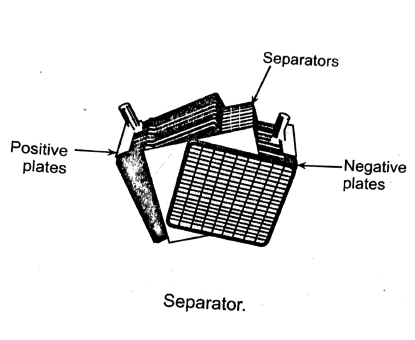 Separators
Positive
plates
Negative
plates
Separator.